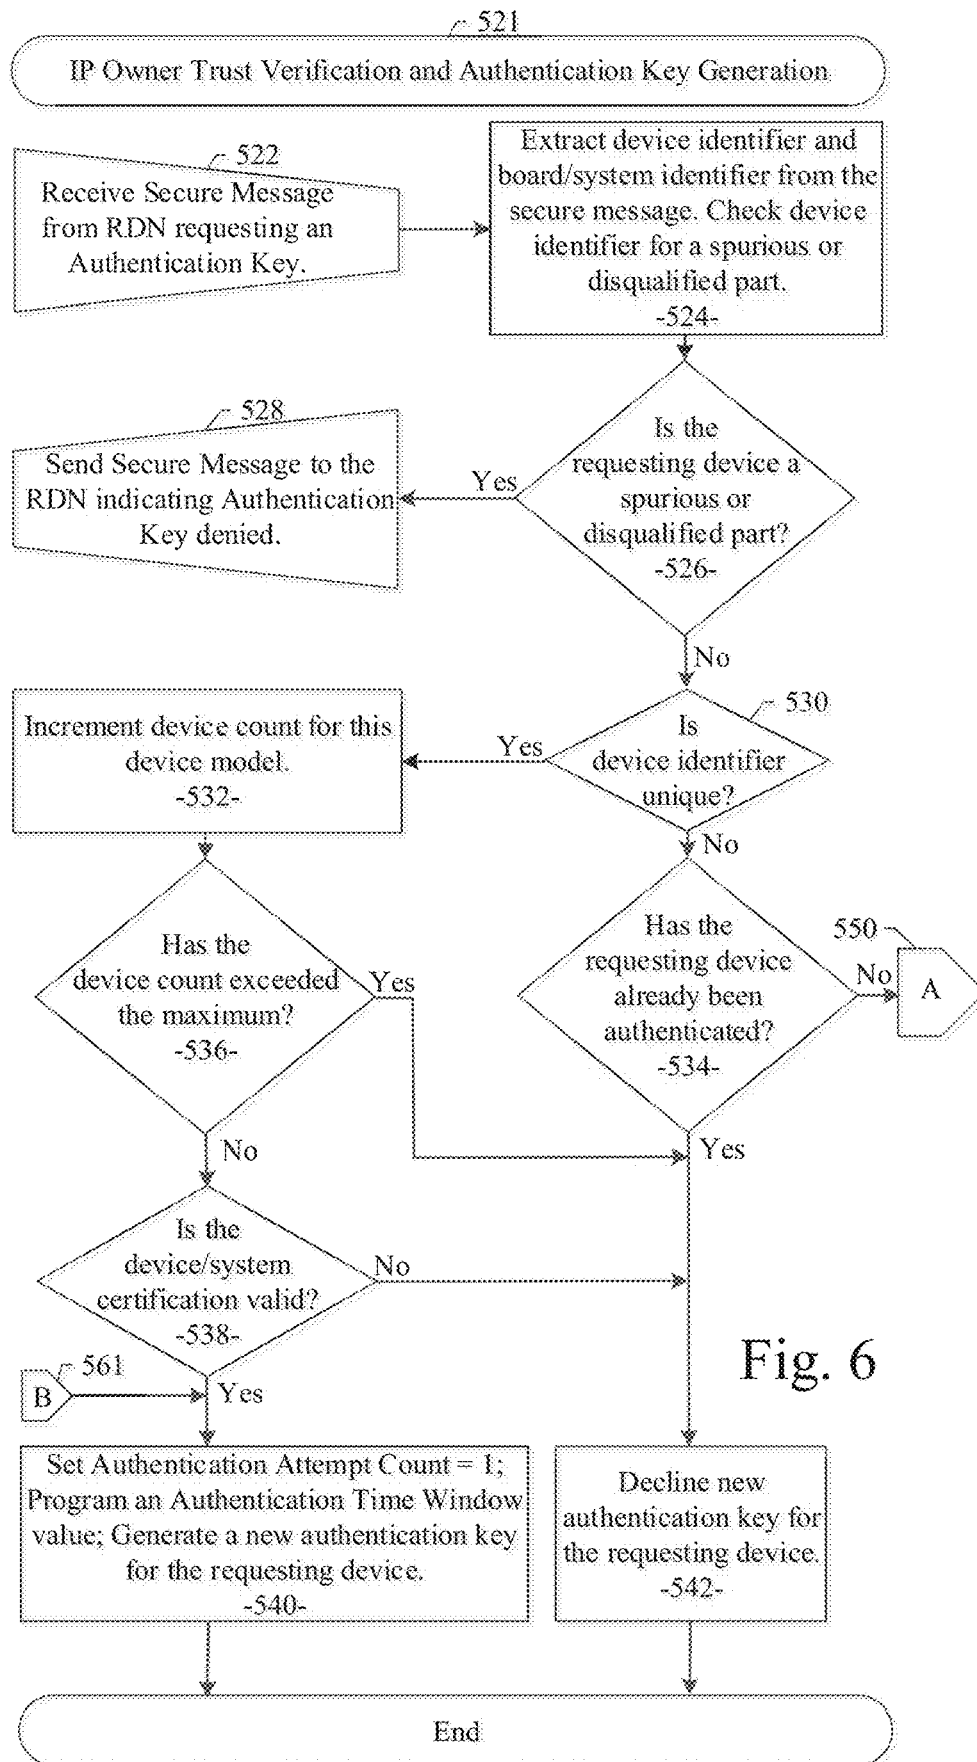 521
IP Owner Trust Verification and Authentication Key Generation
522
Receive Secure Message
from RDN requesting an
Authentication Key.
Extract device identifier and
board/system identifier from the
secure message. Check device
identifier for a spurious or
disqualified part.
-524-
528
Send Secure Message to the
RDN indicating Authentication
Key denied.
Yes
Is the
requesting device a
spurious or
disqualified part?
-526-
No
Increment device count for this
device model.
-532-
Yes
530
Is
device identifier
unique?
No
Has the
device count exceeded
the maximum?
-536-
Yes
Has the
requesting device
already been
authenticated?
-534-
550
No
A
No
Yes
Is the
device/system
certification valid?
-538-
No
Fig. 6
561
B
Yes
Set Authentication Attempt Count = 1;
Program an Authentication Time Window
value; Generate a new authentication key
for the requesting device.
-540-
Decline new
authentication key for
the requesting device.
-542-
End